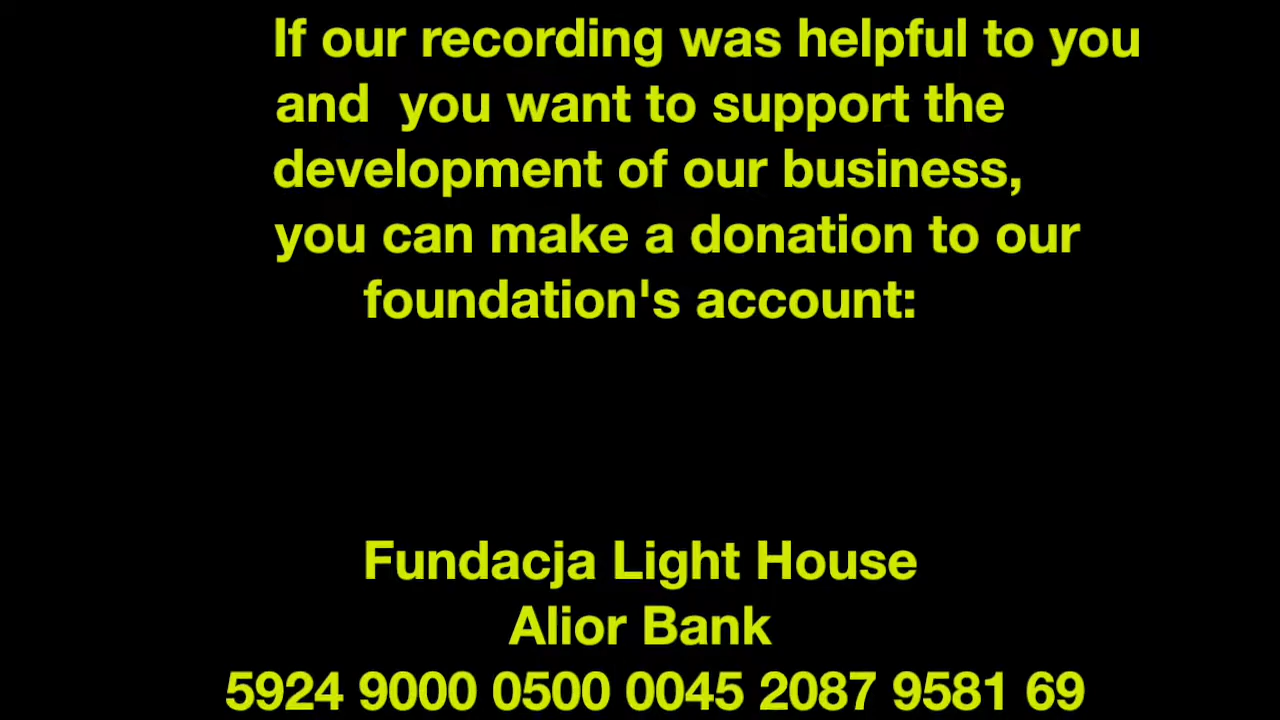 If our recording was helpful to you
and  you want to support the
development of our business,
you can make a donation to our
foundation's account:
Fundacja Light House
Alior Bank
5924 9000 0500 0045 2087 9581 69